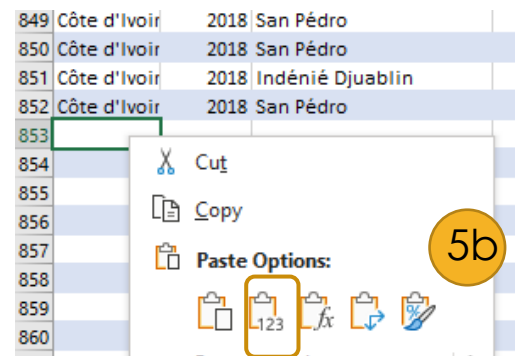 849 Côte d'Ivoir 2018 San Pédro
850 Côte d'Ivoir 2018 San Pédro
851 Côte d'Ivoir 2018 Indénié Djuablin
852 Côte d'Ivoir 2018 San Pédro
853
854
Cut
855
856
Copy
857
Paste Options:
5b
858
859
123 fx %
860